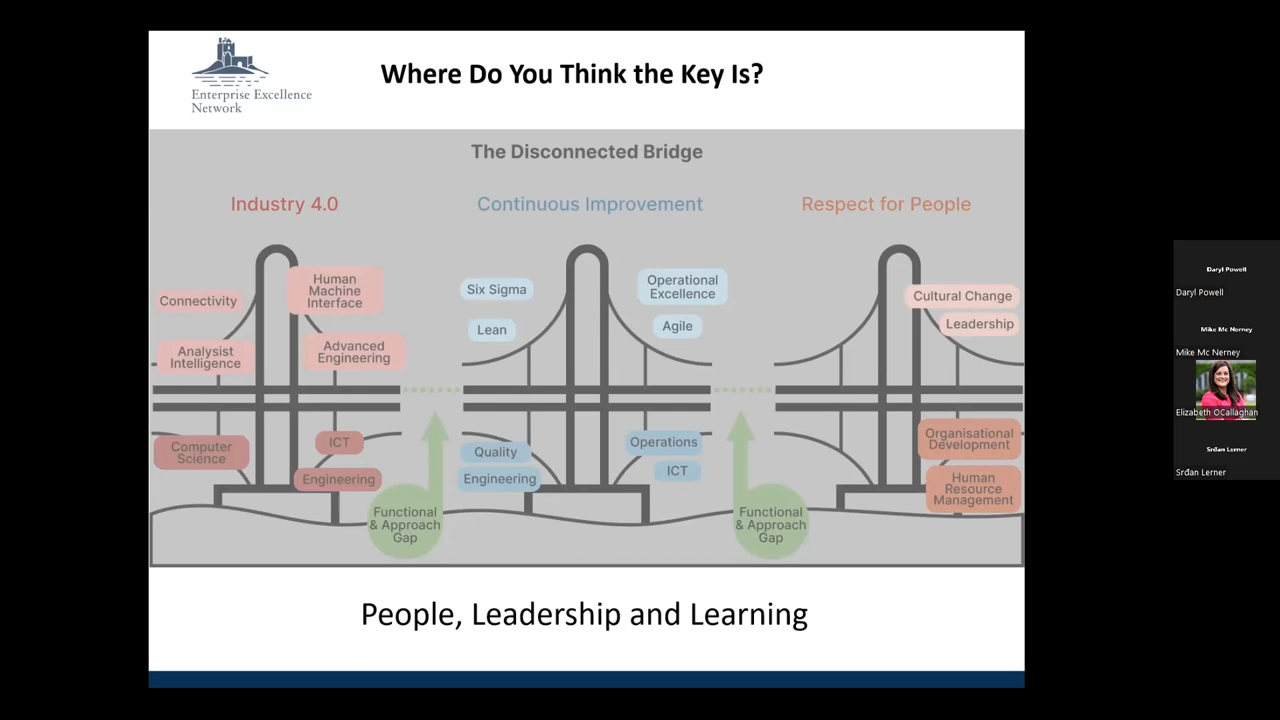 Enterprise Excellence
Network
Where Do You Think the Key Is?
The Disconnected Bridge
Industry 4.0
Continuous Improvement
Respect for People
Connectivity
Human
Machine
Interface
Analysist
Intelligence
Advanced
Engineering
Computer
Science
ICT
Engineering
Functional
& Approach
Gap
Six Sigma
Operational
Excellence
Lean
Agile
Quality
Operations
Engineering
ICT
Functional
& Approach
Gap
Cultural Change
Leadership
Organisational
Development
Human
Resource
Management
People, Leadership and Learning
Daryl Powell
Daryl Powell
Mike Mc Nerney
Mike Mc Nerney
Elizabeth OCallaghan
Srđan Lerner
Srđan Lerner